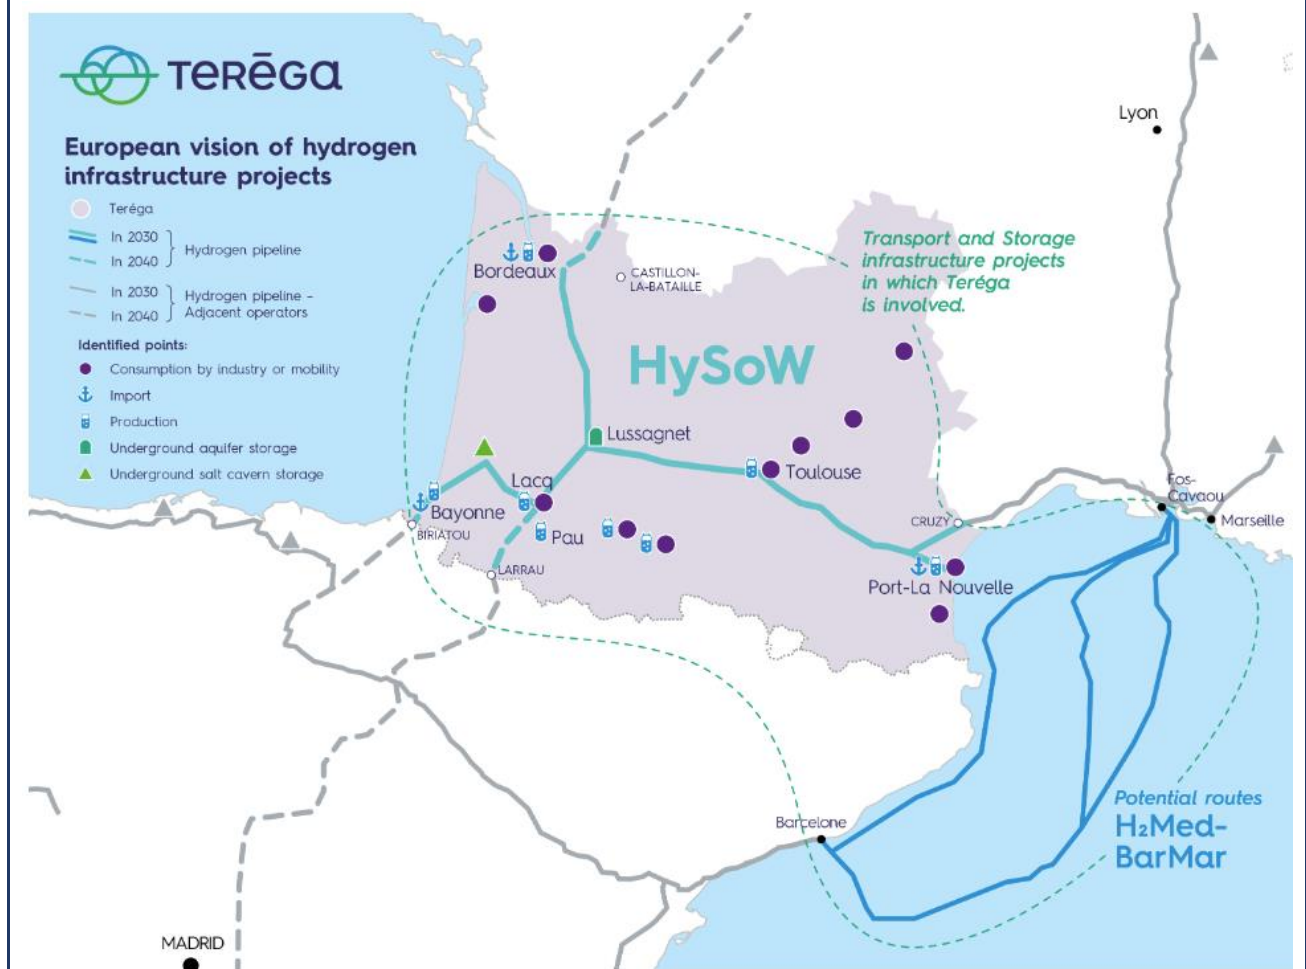 TERĒGA
European vision of hydrogen
infrastructure projects
Teréga
In 2030
In 2040
Hydrogen pipeline
In 2030
In 2040
Hydrogen pipeline –
Adjacent operators
Identified points:
Consumption by industry or mobility
Import
Production
Underground aquifer storage
Underground salt cavern storage
Lyon
Transport and Storage
infrastructure projects
in which Teréga
is involved.
Bordeaux
CASTILLON-
LA-BATAILLE
HySoW
Lussagnet
Toulouse
Lacq
Bayonne
BIRIATOU
Pau
LARRAU
CRUZY
Port-La Nouvelle
Fos-
Cavaou
Marseille
Barcelone
Potential routes
H₂Med-
BarMar
MADRID